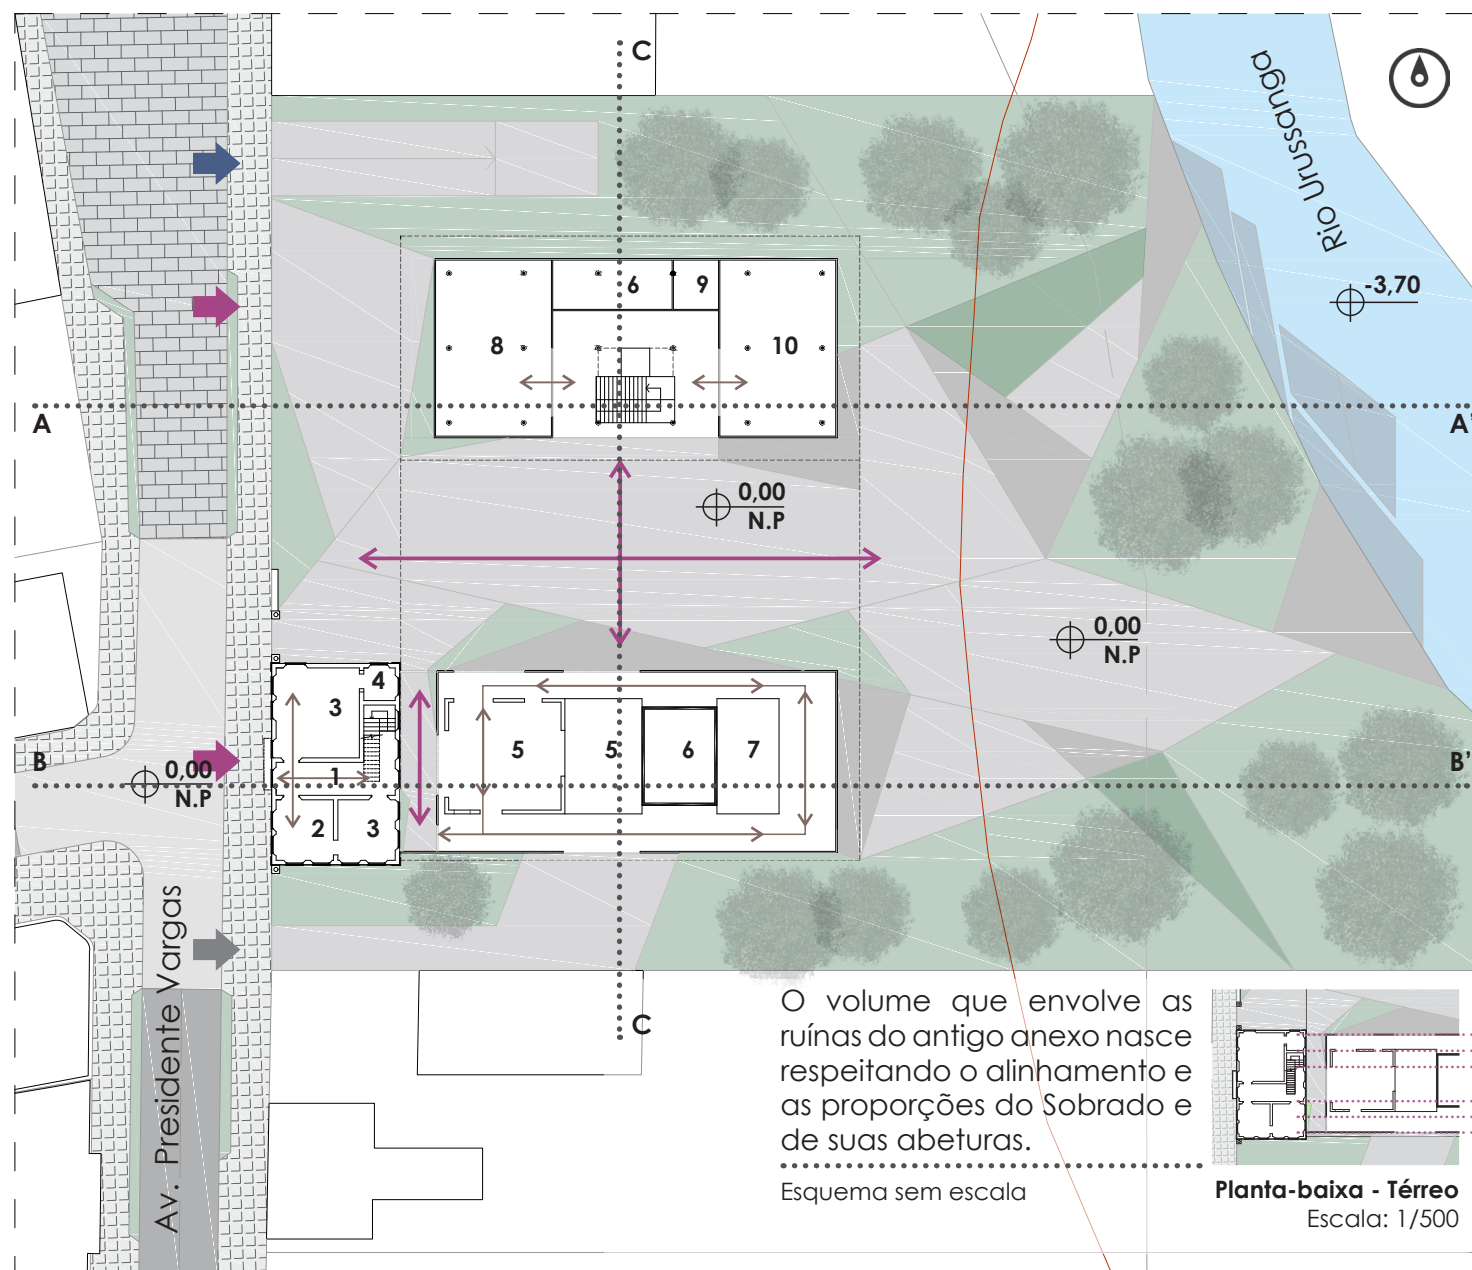 C
Rio Urussanga
-3,70
6
9
8
10
A
A'
0,00
N.P
0,00
N.P
4
3
5
5
6
7
B
1
B'
0,00
N.P
2
3
Av. Presidente Vargas
C
O volume que envolve as
ruínas do antigo anexo nasce
respeitando o alinhamento e
as proporções do Sobrado e
de suas abeturas.
Esquema sem escala
Planta-baixa - Térreo
Escala: 1/500